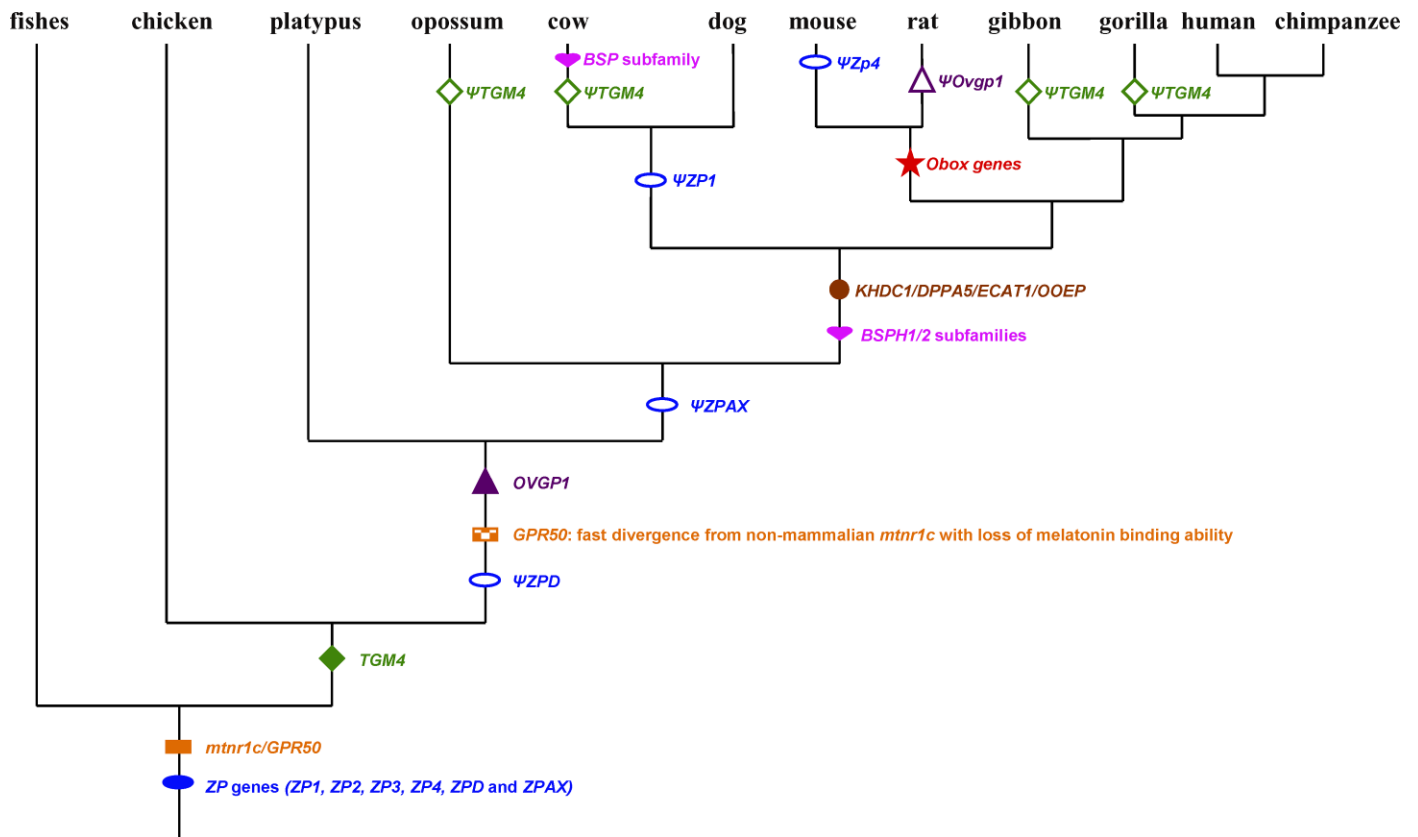 fishes chicken platypus opossum cow dog mouse rat gibbon gorilla human chimpanzee
BSP subfamily
ΨZp4
ΨOvgp1
ΨTGM4 ΨTGM4 ΨTGM4 ΨTGM4
Obox genes
ΨZP1
KHDC1/DPPA5/ECAT1/OOEP
BSPH1/2 subfamilies
ΨZPAX
OVGP1
GPR50: fast divergence from non-mammalian mtnr1c with loss of melatonin binding ability
ΨZPD
TGM4
mtnr1c/GPR50
ZP genes (ZP1, ZP2, ZP3, ZP4, ZPD and ZPAX)